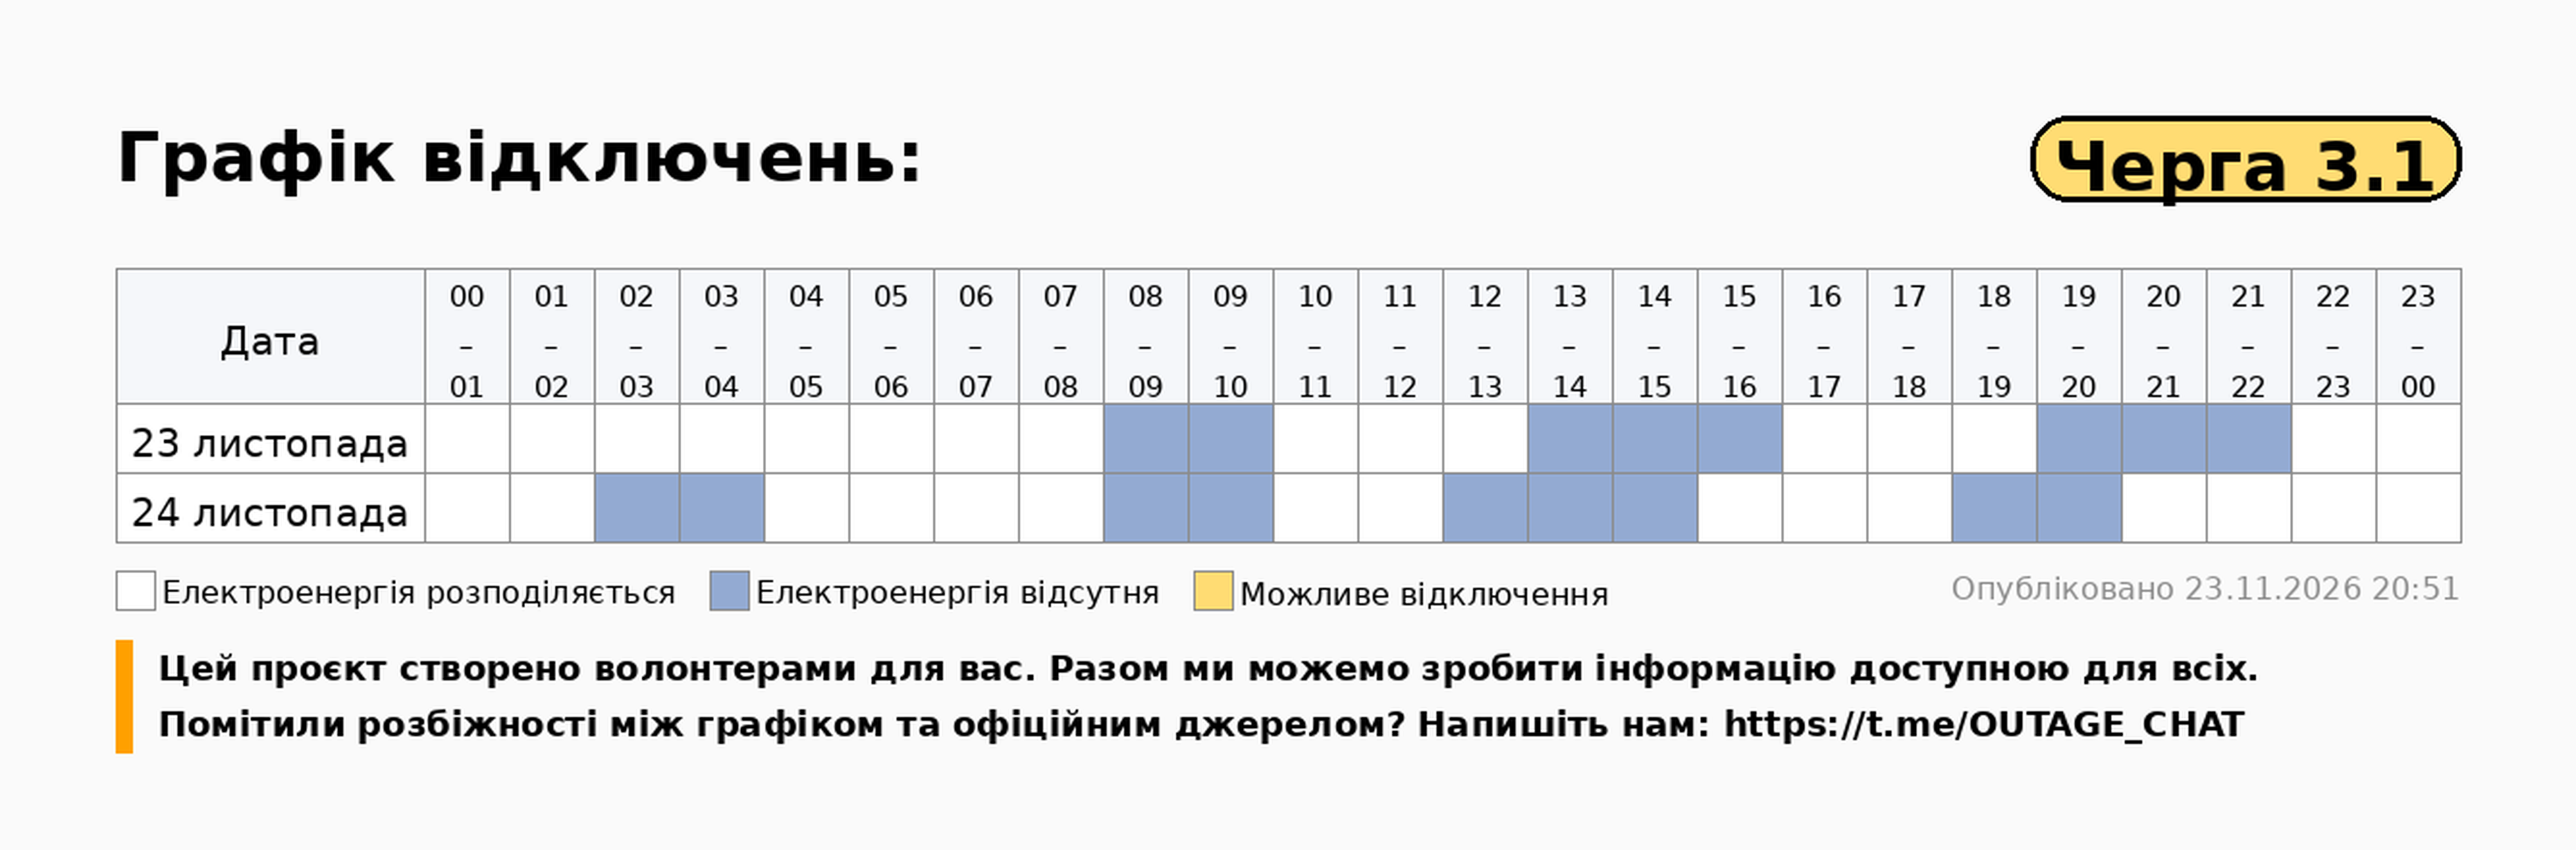 Графік відключень:
Черга 3.1
Дата
00 – 01
01 – 02
02 – 03
03 – 04
04 – 05
05 – 06
06 – 07
07 – 08
08 – 09
09 – 10
10 – 11
11 – 12
12 – 13
13 – 14
14 – 15
15 – 16
16 – 17
17 – 18
18 – 19
19 – 20
20 – 21
21 – 22
22 – 23
23 – 00
23 листопада
24 листопада
Електроенергія розподіляється
Електроенергія відсутня
Можливе відключення
Опубліковано 23.11.2026 20:51
Цей проєкт створено волонтерами для вас. Разом ми можемо зробити інформацію доступною для всіх.
Помітили розбіжності між графіком та офіційним джерелом? Напишіть нам: https://t.me/OUTAGE_CHAT